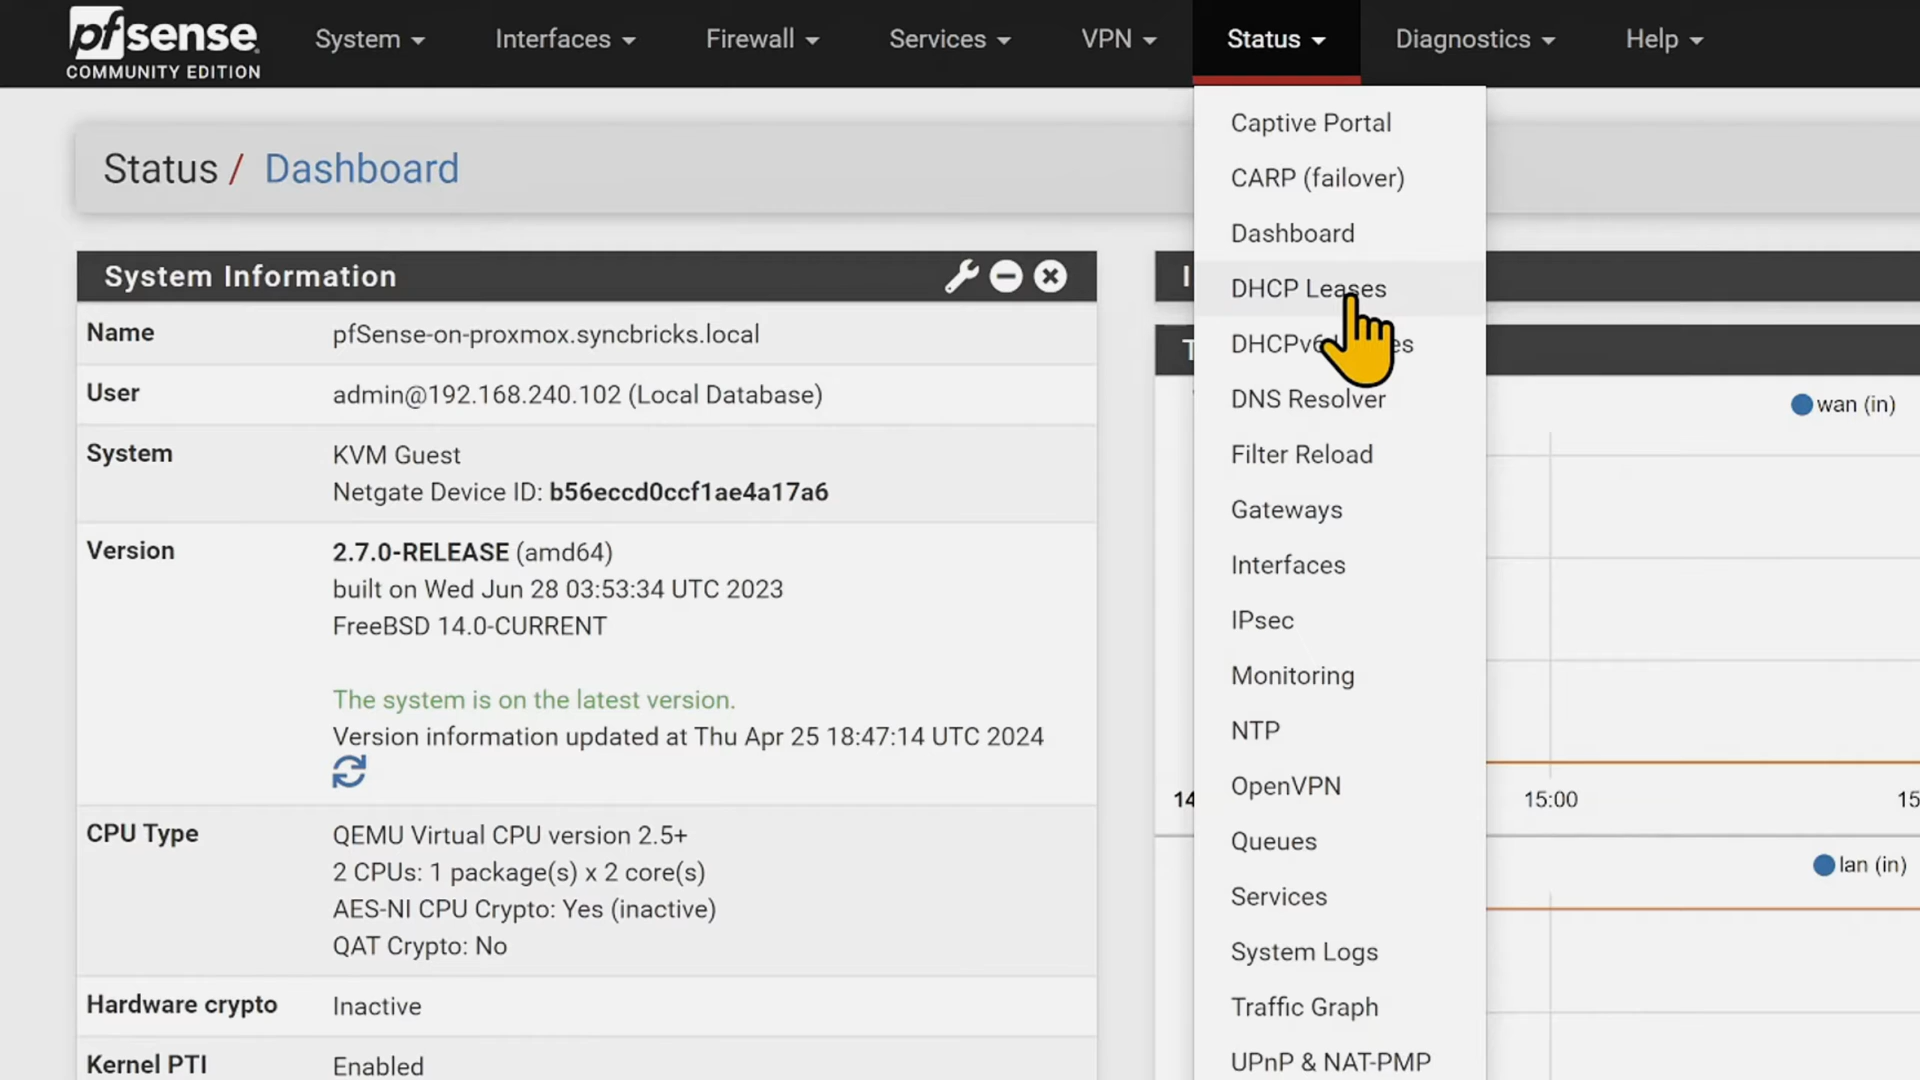 pfsense
COMMUNITY EDITION
System
Interfaces
Firewall
Services
VPN
Status
Diagnostics
Help
Status / Dashboard
System Information
Name
pfSense-on-proxmox.syncbricks.local
User
admin@192.168.240.102 (Local Database)
System
KVM Guest
Netgate Device ID: b56eccd0ccf1ae4a17a6
Version
2.7.0-RELEASE (amd64)
built on Wed Jun 28 03:53:34 UTC 2023
FreeBSD 14.0-CURRENT
The system is on the latest version.
Version information updated at Thu Apr 25 18:47:14 UTC 2024
CPU Type
QEMU Virtual CPU version 2.5+
2 CPUs: 1 package(s) x 2 core(s)
AES-NI CPU Crypto: Yes (inactive)
QAT Crypto: No
Hardware crypto
Inactive
Kernel PTI
Enabled
Captive Portal
CARP (failover)
Dashboard
DHCP Leases
DNS Resolver
Filter Reload
Gateways
Interfaces
IPsec
Monitoring
NTP
OpenVPN
Queues
Services
System Logs
Traffic Graph
UPnP & NAT-PMP
wan (in)
14
15:00
15
lan (in)